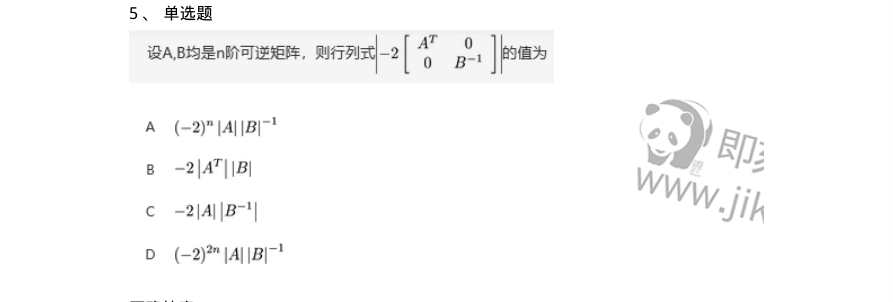 5、 单选题
设A,B均是n阶可逆矩阵，则行列式|−2[A^T 0; 0 B^{−1}]|的值为
A (−2)^n |A||B|^{−1}
B −2|A^T||B|
C −2|A||B^{−1}|
D (−2)^{2n} |A||B|^{−1}
即
www.jik